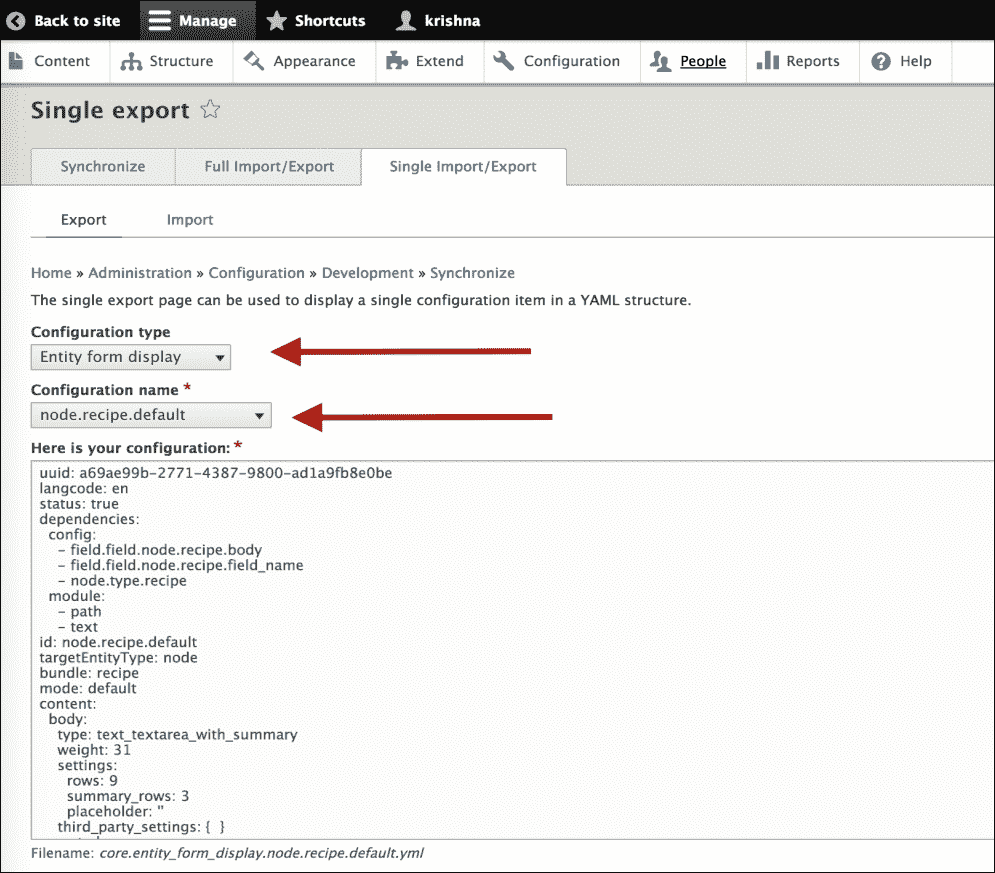 Back to site Manage Shortcuts krishna
Content Structure Appearance Extend Configuration People Reports Help
Single export
Synchronize Full Import/Export Single Import/Export
Export Import
Home » Administration » Configuration » Development » Synchronize
The single export page can be used to display a single configuration item in a YAML structure.
Configuration type
Entity form display
Configuration name *
node.recipe.default
Here is your configuration: *
uuid: a69ae99b-2771-4387-9800-ad1a9fb8e0be
langcode: en
status: true
dependencies:
config:
- field.field.node.recipe.body
- field.field.node.recipe.field_name
- node.type.recipe
module:
- path
- text
id: node.recipe.default
targetEntityType: node
bundle: recipe
mode: default
content:
body:
type: text_textarea_with_summary
weight: 31
settings:
rows: 9
summary_rows: 3
placeholder: ''
third_party_settings: { }
Filename: core.entity_form_display.node.recipe.default.yml